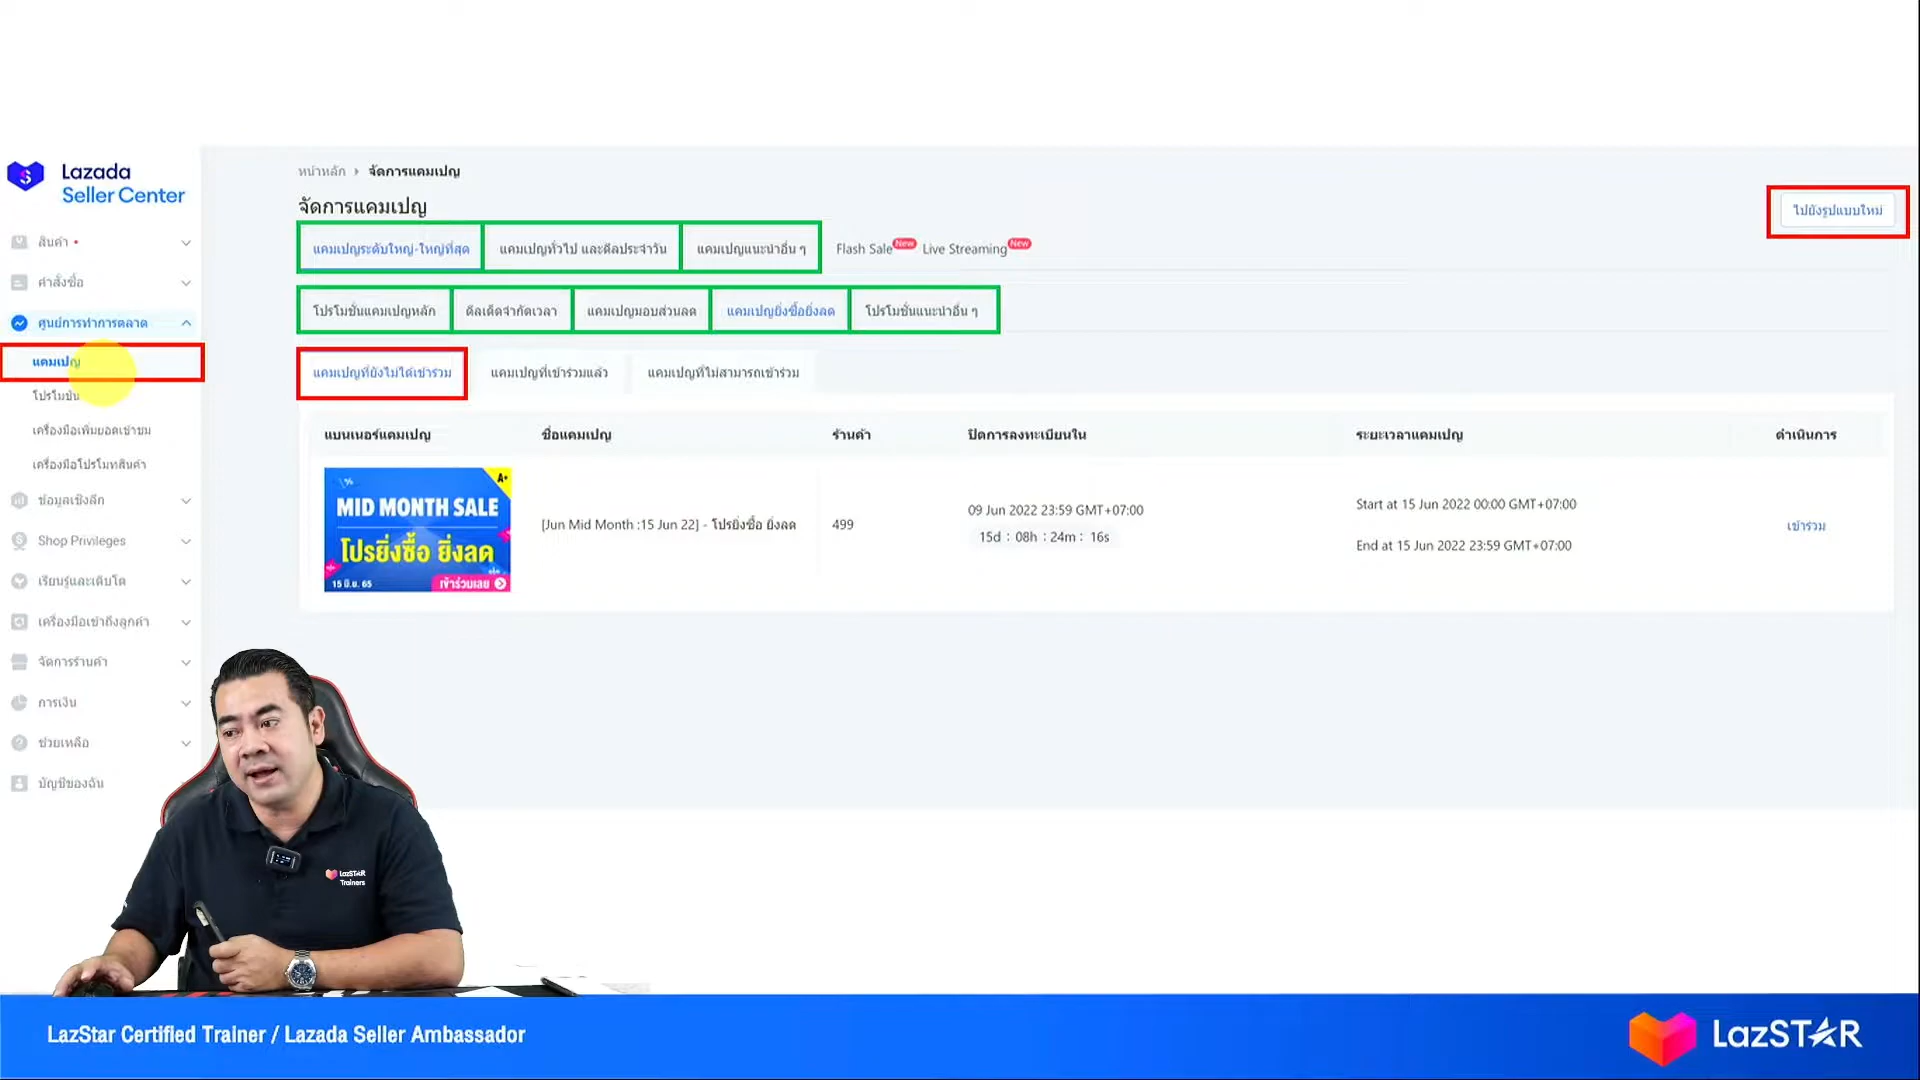 Lazada
Seller Center
สินค้า
คำสั่งซื้อ
ศูนย์การทำการตลาด
แคมเปญ
โปรโมชั่น
เครื่องมือเพิ่มยอดเข้าชม
เครื่องมือโปรโมทสินค้า
ข้อมูลเชิงลึก
Shop Privileges
เรียนรู้และเติบโต
เครื่องมือเข้าถึงลูกค้า
จัดการร้านค้า
การเงิน
ช่วยเหลือ
บัญชีของฉัน
หน้าหลัก › จัดการแคมเปญ
จัดการแคมเปญ
ไปยังรูปแบบใหม่
แคมเปญระดับใหญ่-ใหญ่ที่สุด แคมเปญทั่วไป และดีลประจำวัน แคมเปญแนะนำอื่น ๆ Flash Sale New Live Streaming New
โปรโมชั่นแคมเปญหลัก ดีลเด็ดจำกัดเวลา แคมเปญมอบส่วนลด แคมเปญยิ่งซื้อยิ่งลด โปรโมชั่นแนะนำอื่น ๆ
แคมเปญที่ยังไม่ได้เข้าร่วม แคมเปญที่เข้าร่วมแล้ว แคมเปญที่ไม่สามารถเข้าร่วม
แบนเนอร์แคมเปญ ชื่อแคมเปญ ร้านค้า ปิดการลงทะเบียนใน ระยะเวลาแคมเปญ ดำเนินการ
A+
MID MONTH SALE
โปรยิ่งซื้อ ยิ่งลด
15 มิ.ย. 65 เข้าร่วมเลย
[Jun Mid Month :15 Jun 22] - โปรยิ่งซื้อ ยิ่งลด
499
09 Jun 2022 23:59 GMT+07:00
15d : 08h : 24m : 16s
Start at 15 Jun 2022 00:00 GMT+07:00
End at 15 Jun 2022 23:59 GMT+07:00
เข้าร่วม
LazSTAR
Trainers
LazStar Certified Trainer / Lazada Seller Ambassador
LazSTAR